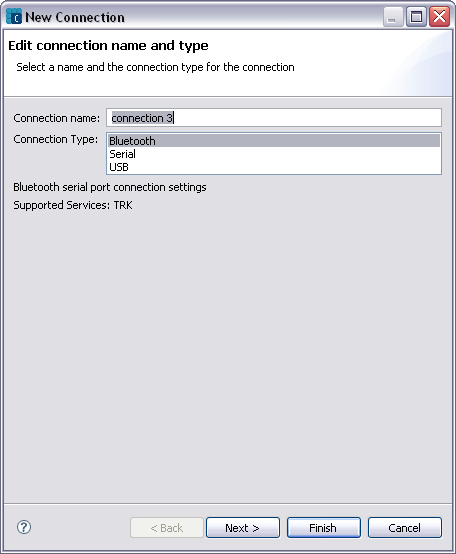 New Connection
Edit connection name and type
Select a name and the connection type for the connection
Connection name: connection 3
Connection Type: Bluetooth
Serial
USB
Bluetooth serial port connection settings
Supported Services: TRK
? < Back Next > Finish Cancel